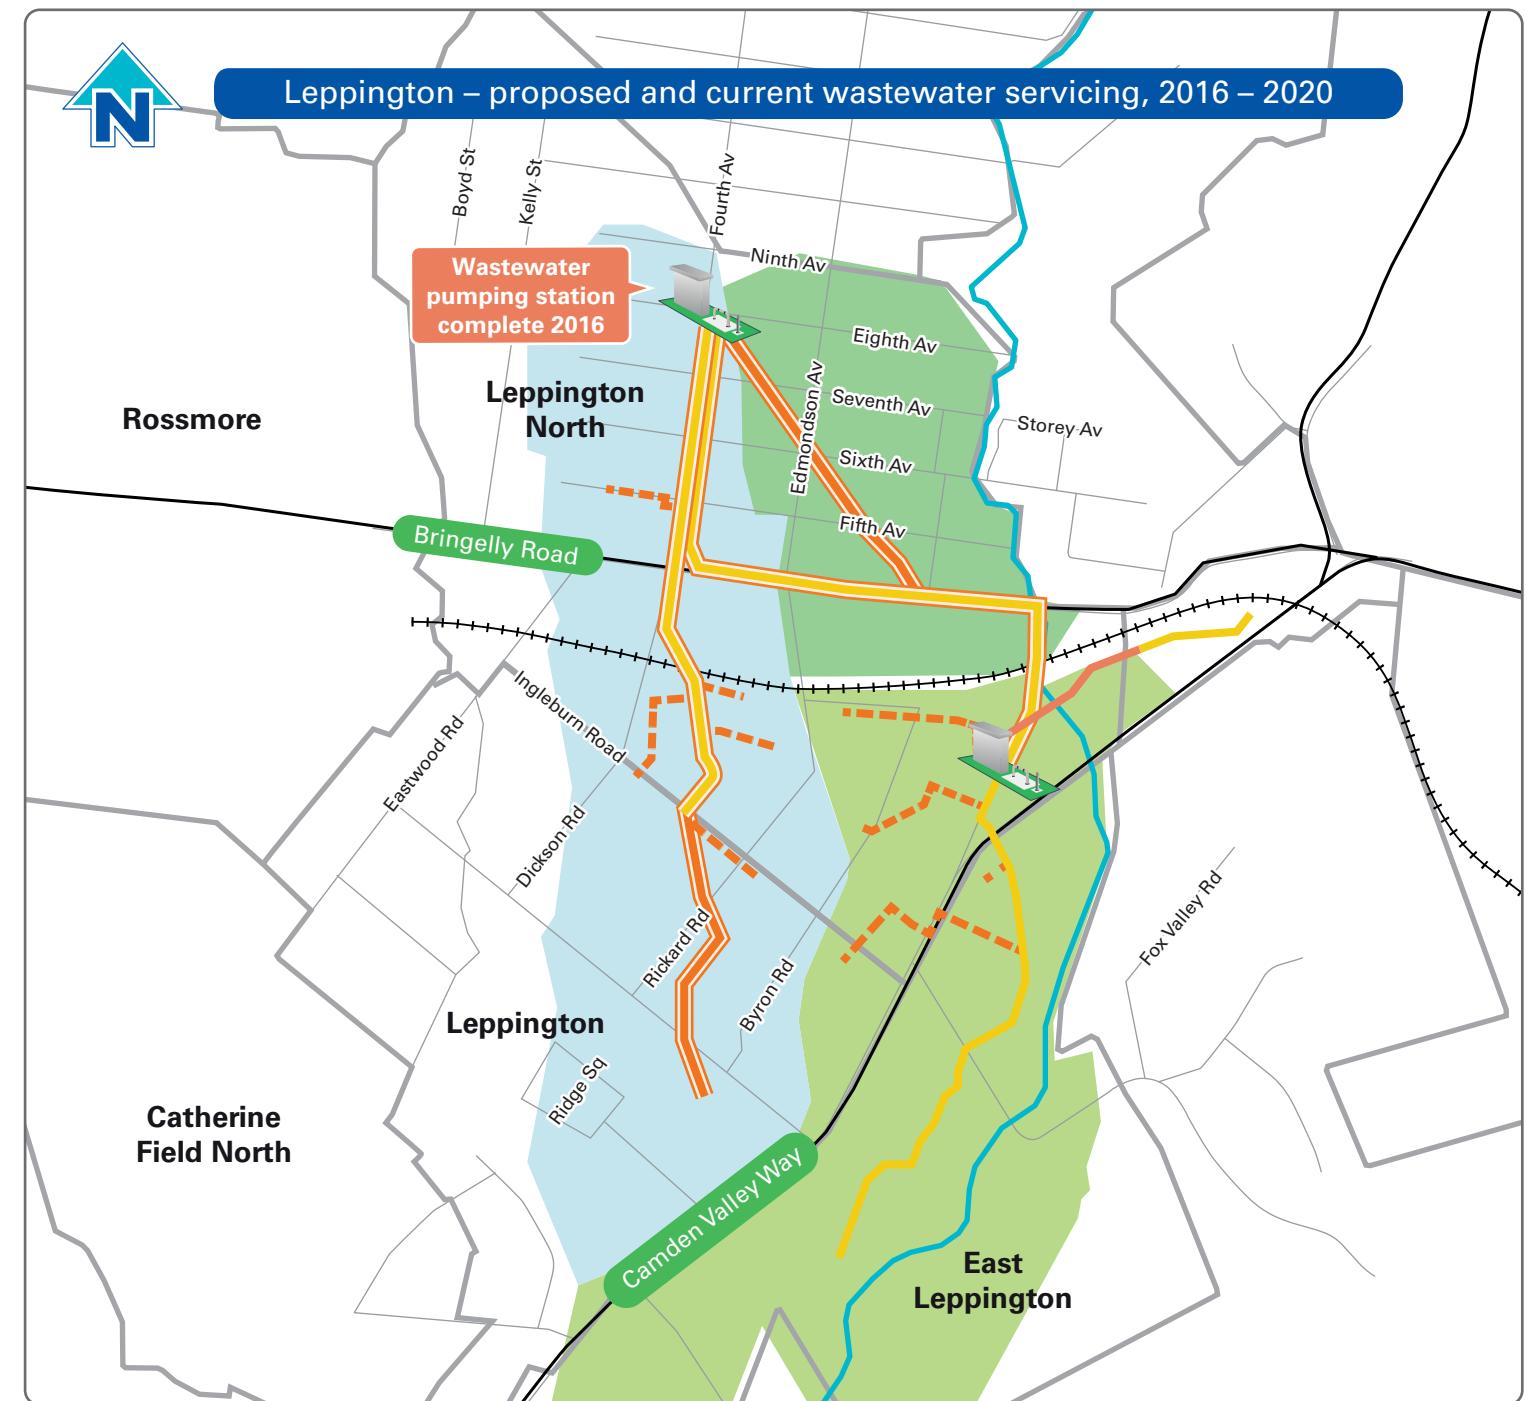 N
Leppington – proposed and current wastewater servicing, 2016 – 2020
Boyd St
Kelly St
Fourth Av
Ninth Av
Wastewater
pumping station
complete 2016
Eighth Av
Edmondson Av
Seventh Av
Leppington
North
Rossmore
Storey Av
Sixth Av
Fifth Av
Bringelly Road
Ingleburn Road
Eastwood Rd
Dickson Rd
Rickard Rd
Byron Rd
Fox Valley Rd
Leppington
Ridge Sq
Catherine
Field North
Camden Valley Way
East
Leppington